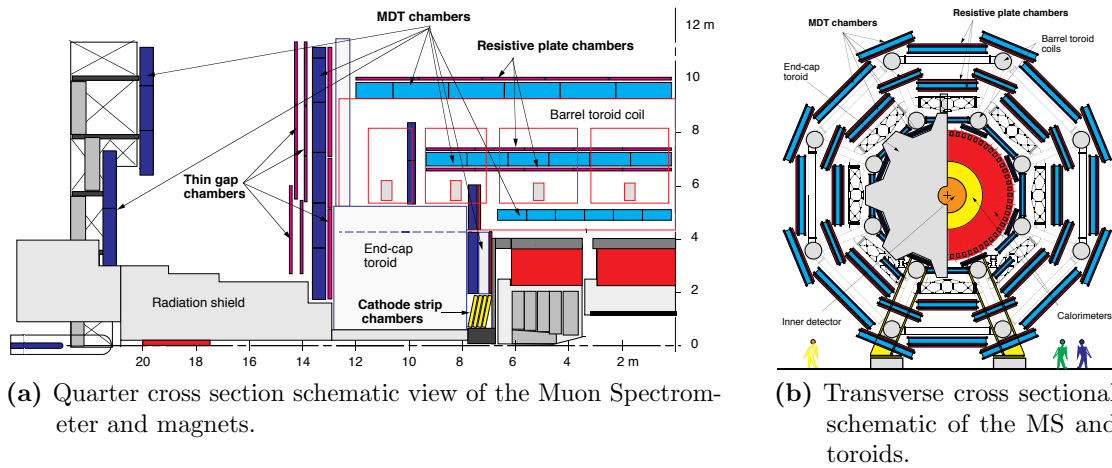 MDT chambers
12 m
Resistive plate chambers
10
Barrel toroid coil
8
Thin gap
chambers
6
End-cap
toroid
4
Radiation shield
Cathode strip
chambers
2
0
20 18 16 14 12 10 8 6 4 2 m
(a) Quarter cross section schematic view of the Muon Spectrom-
eter and magnets.
Resistive plate chambers
MDT chambers
Barrel toroid
coils
End-cap
toroid
Inner detector
Calorimeters
(b) Transverse cross sectional
schematic of the MS and
toroids.